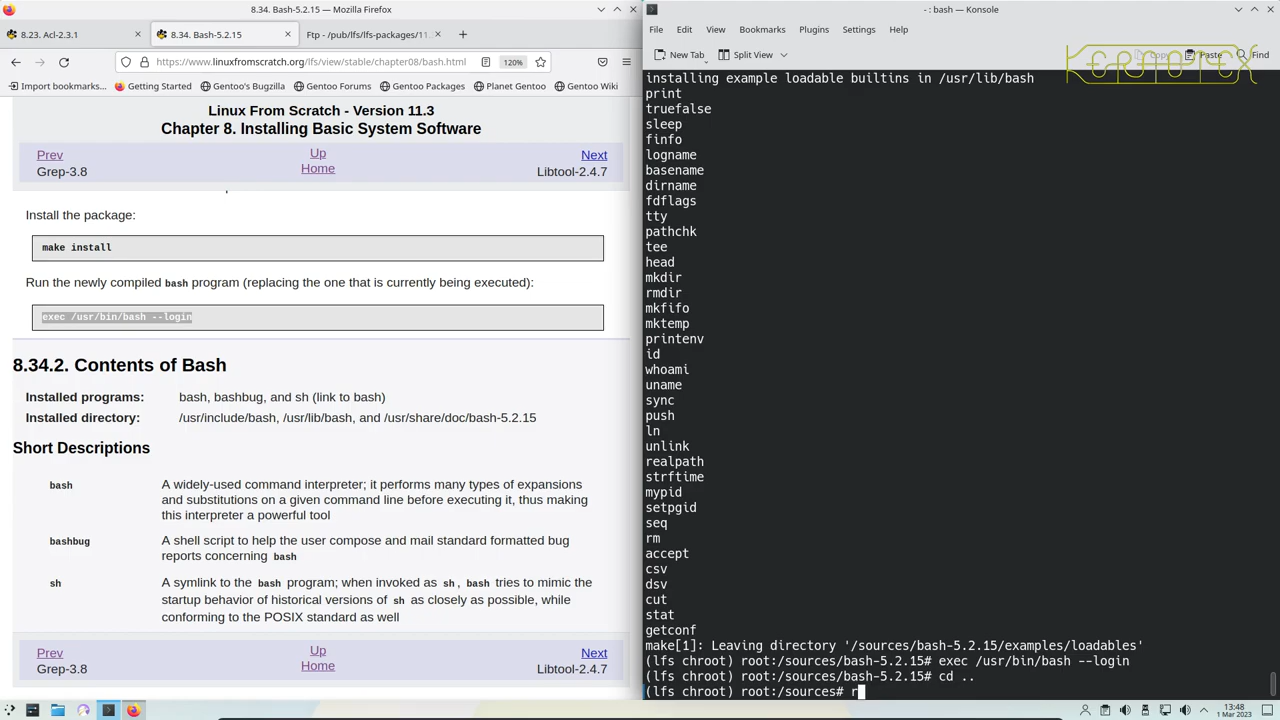 8.34. Bash-5.2.15 — Mozilla Firefox
8.23. Acl-2.3.1
8.34. Bash-5.2.15
Ftp - pub/lfs/lfs-packages/11.
https://www.linuxfromscratch.org/lfs/view/stable/chapter08/bash.html
120%
Import bookmarks...
Getting Started
Gentoo's Bugzilla
Gentoo Forums
Gentoo Packages
Planet Gentoo
Gentoo Wiki
Linux From Scratch - Version 11.3
Chapter 8. Installing Basic System Software
Prev
Up
Next
Grep-3.8
Home
Libtool-2.4.7
Install the package:
make install
Run the newly compiled bash program (replacing the one that is currently being executed):
exec /usr/bin/bash --login
8.34.2. Contents of Bash
Installed programs: bash, bashbug, and sh (link to bash)
Installed directory: /usr/include/bash, /usr/lib/bash, and /usr/share/doc/bash-5.2.15
Short Descriptions
bash A widely-used command interpreter; it performs many types of expansions
and substitutions on a given command line before executing it, thus making
this interpreter a powerful tool
bashbug A shell script to help the user compose and mail standard formatted bug
reports concerning bash
sh A symlink to the bash program; when invoked as sh, bash tries to mimic the
startup behavior of historical versions of sh as closely as possible, while
conforming to the POSIX standard as well
Prev
Up
Next
Grep-3.8
Home
Libtool-2.4.7
- : bash — Konsole
File Edit View Bookmarks Plugins Settings Help
New Tab
Split View
Copy
Paste
Find
KERNOTEX
installing example loadable builtins in /usr/lib/bash
print
truefalse
sleep
finfo
logname
basename
dirname
fdflags
tty
pathchk
tee
head
mkdir
rmdir
mkfifo
mktemp
printenv
id
whoami
uname
sync
push
ln
unlink
realpath
strftime
mypid
setpgid
seq
rm
accept
csv
dsv
cut
stat
getconf
make[1]: Leaving directory '/sources/bash-5.2.15/examples/loadables'
(lfs chroot) root:/sources/bash-5.2.15# exec /usr/bin/bash --login
(lfs chroot) root:/sources/bash-5.2.15# cd ..
(lfs chroot) root:/sources# r
13:48
1 Mar 2023